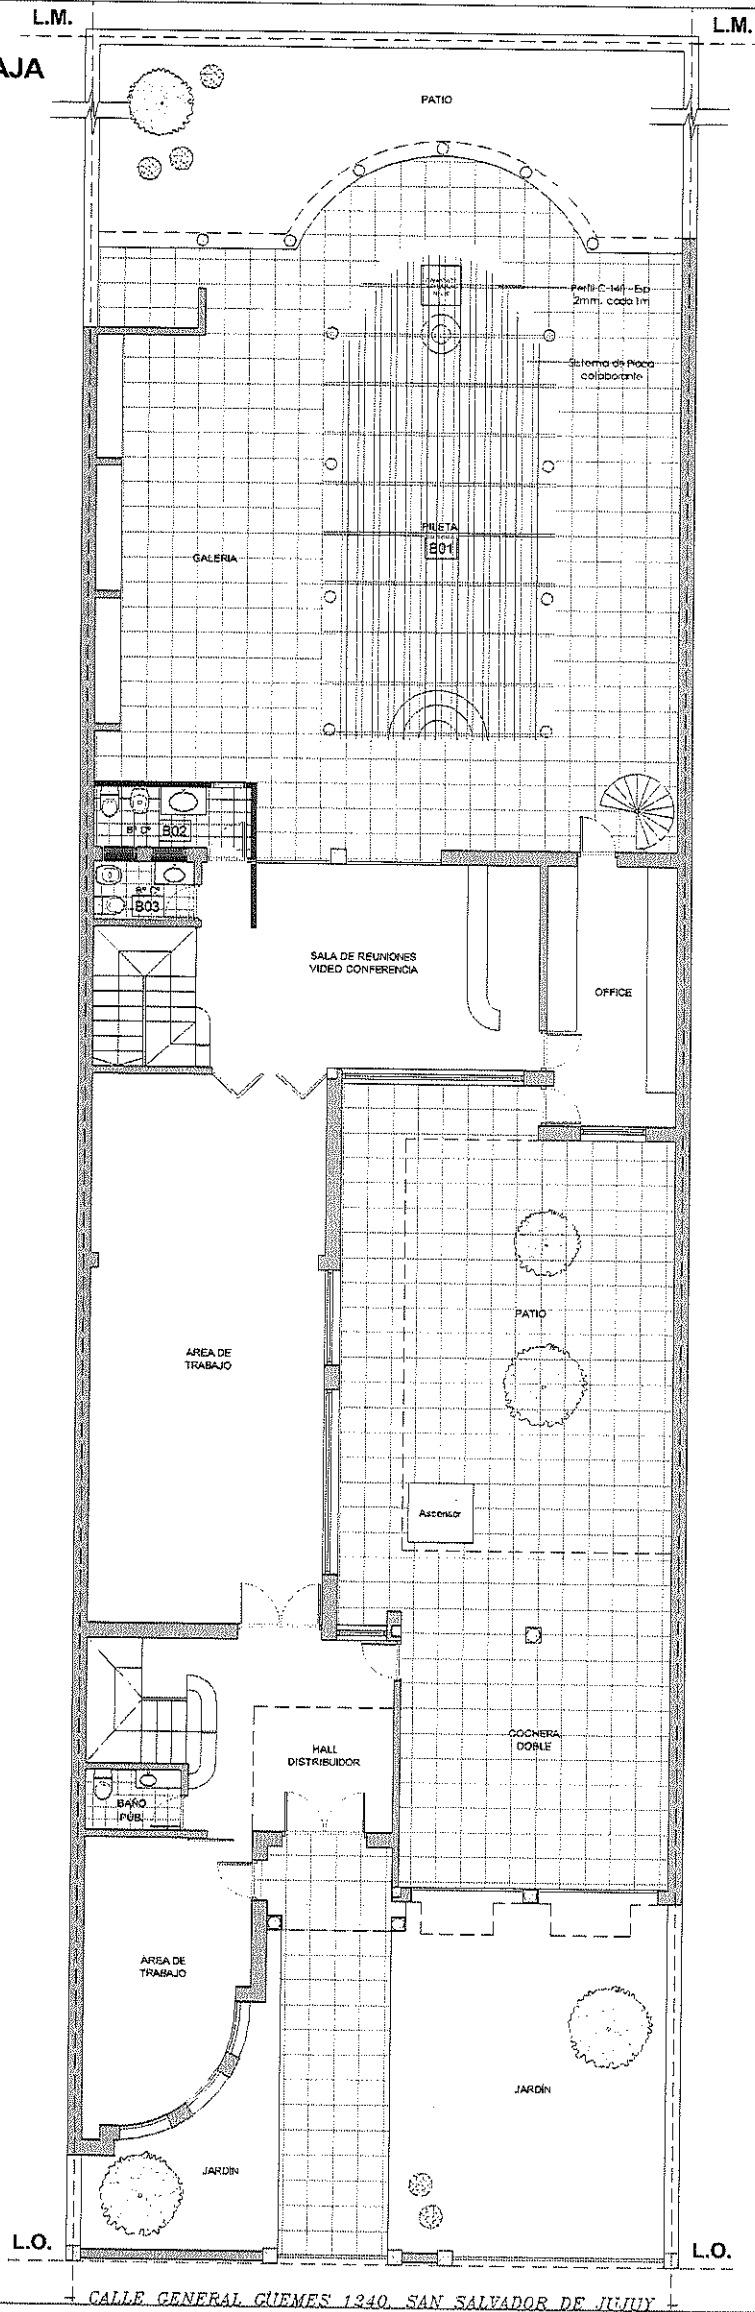 L.M.
L.M.
AJA
PATIO
Perfil C-140 - Esp
2mm. cada 1m
Sistema de Placa
colaborante
PILETA
B01
GALERIA
B02
B03
SALA DE REUNIONES
VIDEO CONFERENCIA
OFFICE
PATIO
AREA DE
TRABAJO
Ascensor
HALL
DISTRIBUIDOR
COCHERA
DOBLE
BAÑO
PUB.
AREA DE
TRABAJO
JARDÍN
JARDÍN
L.O.
L.O.
CALLE GENERAL GÜEMES 1340, SAN SALVADOR DE JUJUY